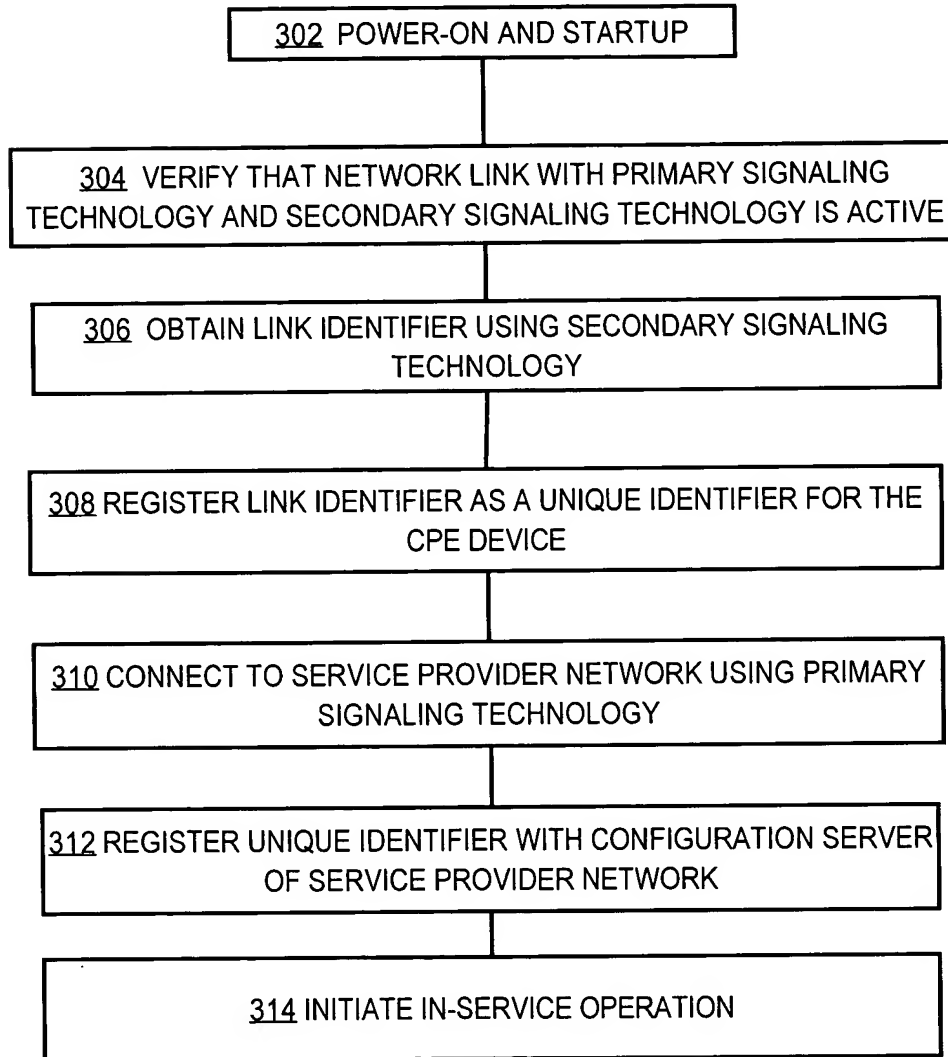 302 POWER-ON AND STARTUP
304 VERIFY THAT NETWORK LINK WITH PRIMARY SIGNALING
TECHNOLOGY AND SECONDARY SIGNALING TECHNOLOGY IS ACTIVE
306 OBTAIN LINK IDENTIFIER USING SECONDARY SIGNALING
TECHNOLOGY
308 REGISTER LINK IDENTIFIER AS A UNIQUE IDENTIFIER FOR THE
CPE DEVICE
310 CONNECT TO SERVICE PROVIDER NETWORK USING PRIMARY
SIGNALING TECHNOLOGY
312 REGISTER UNIQUE IDENTIFIER WITH CONFIGURATION SERVER
OF SERVICE PROVIDER NETWORK
314 INITIATE IN-SERVICE OPERATION